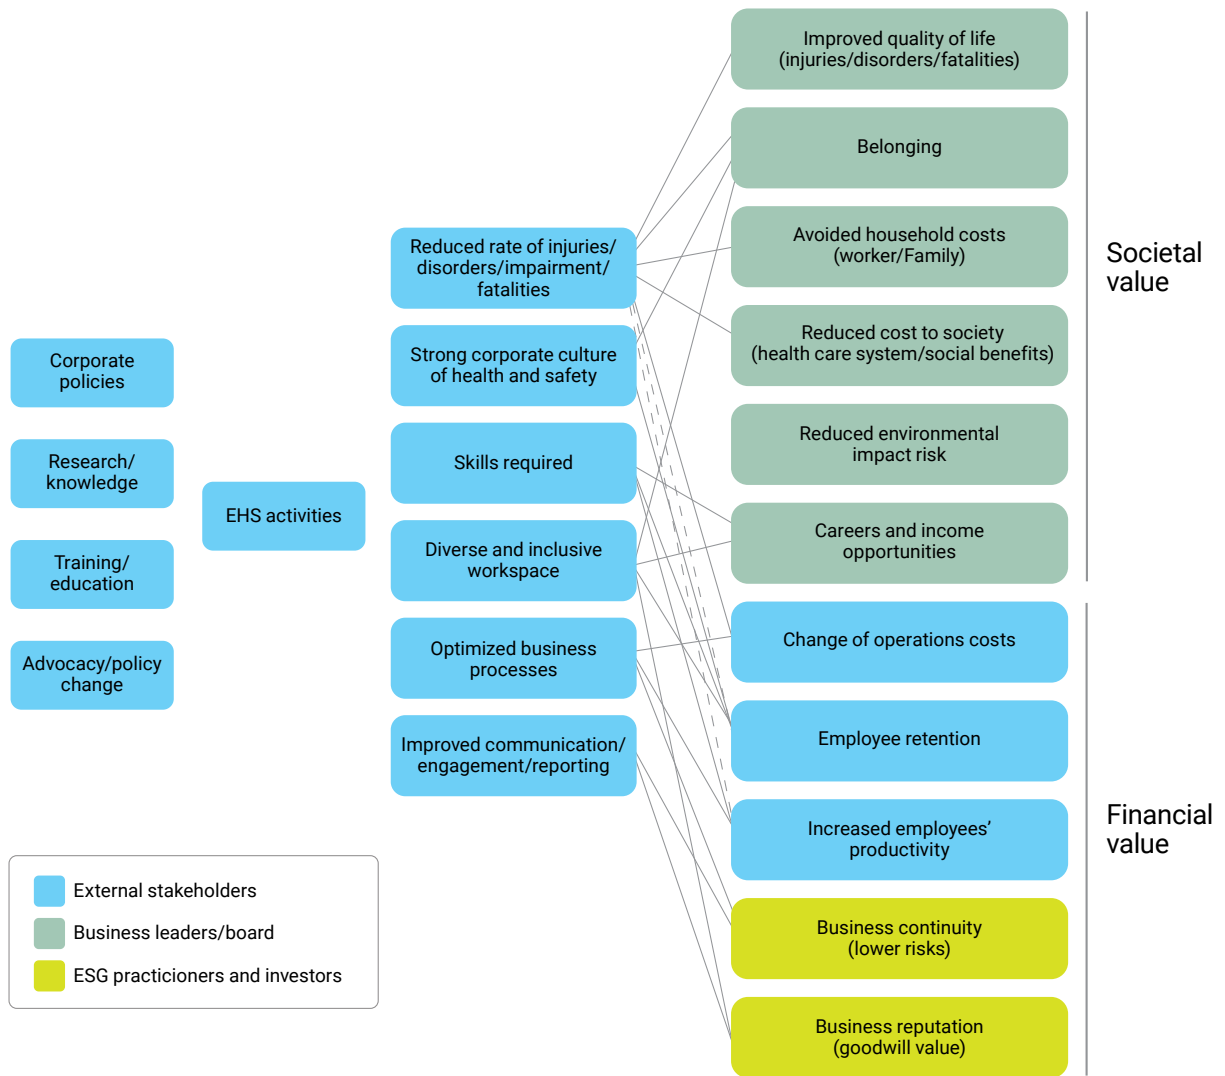 Corporate
policies
Research/
knowledge
Training/
education
Advocacy/policy
change
EHS activities
Reduced rate of injuries/
disorders/impairment/
fatalities
Strong corporate culture
of health and safety
Skills required
Diverse and inclusive
workspace
Optimized business
processes
Improved communication/
engagement/reporting
Improved quality of life
(injuries/disorders/fatalities)
Belonging
Avoided household costs
(worker/Family)
Reduced cost to society
(health care system/social benefits)
Reduced environmental
impact risk
Careers and income
opportunities
Change of operations costs
Employee retention
Increased employees’
productivity
Business continuity
(lower risks)
Business reputation
(goodwill value)
Societal
value
Financial
value
External stakeholders
Business leaders/board
ESG practicioners and investors